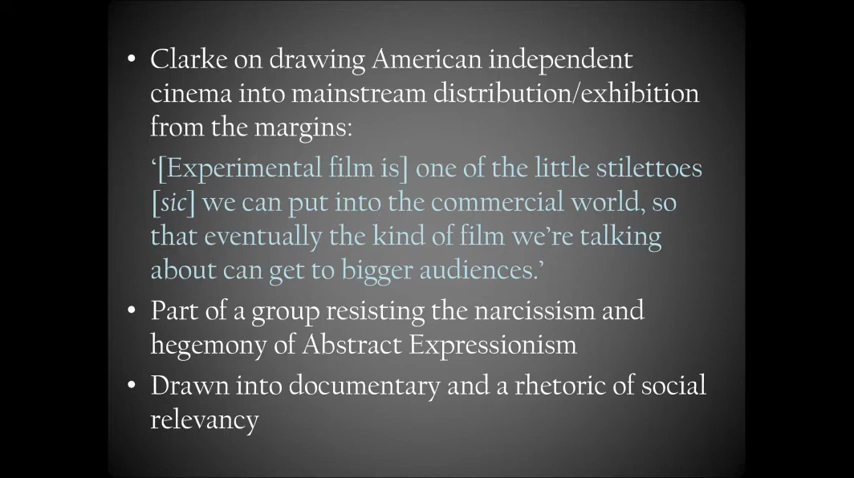 • Clarke on drawing American independent
cinema into mainstream distribution/exhibition
from the margins:
‘[Experimental film is] one of the little stilettoes
[sic] we can put into the commercial world, so
that eventually the kind of film we’re talking
about can get to bigger audiences.’
• Part of a group resisting the narcissism and
hegemony of Abstract Expressionism
• Drawn into documentary and a rhetoric of social
relevancy